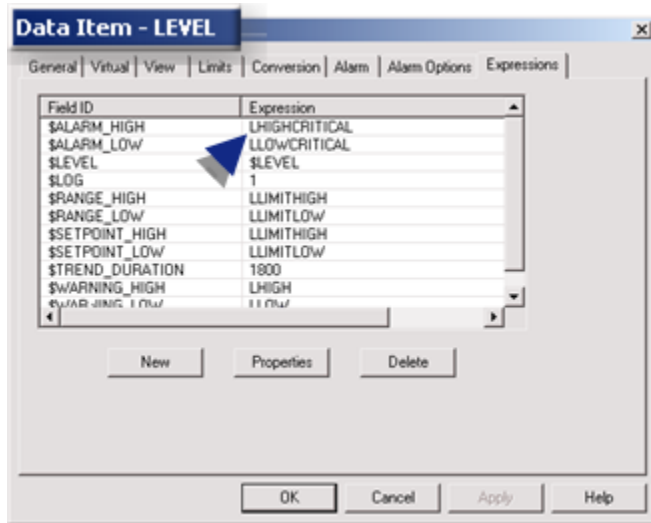 Data Item - LEVEL
General Virtual View Limits Conversion Alarm Alarm Options Expressions
Field ID Expression
$ALARM_HIGH LHIGHCRITICAL
$ALARM_LOW LLOWCRITICAL
$LEVEL $LEVEL
$LOG 1
$RANGE_HIGH LLIMITHIGH
$RANGE_LOW LLIMITLOW
$SETPOINT_HIGH LLIMITHIGH
$SETPOINT_LOW LLIMITLOW
$TREND_DURATION 1800
$WARNING_HIGH LHIGH
$WARNING_LOW LLOW
New Properties Delete
OK Cancel Apply Help